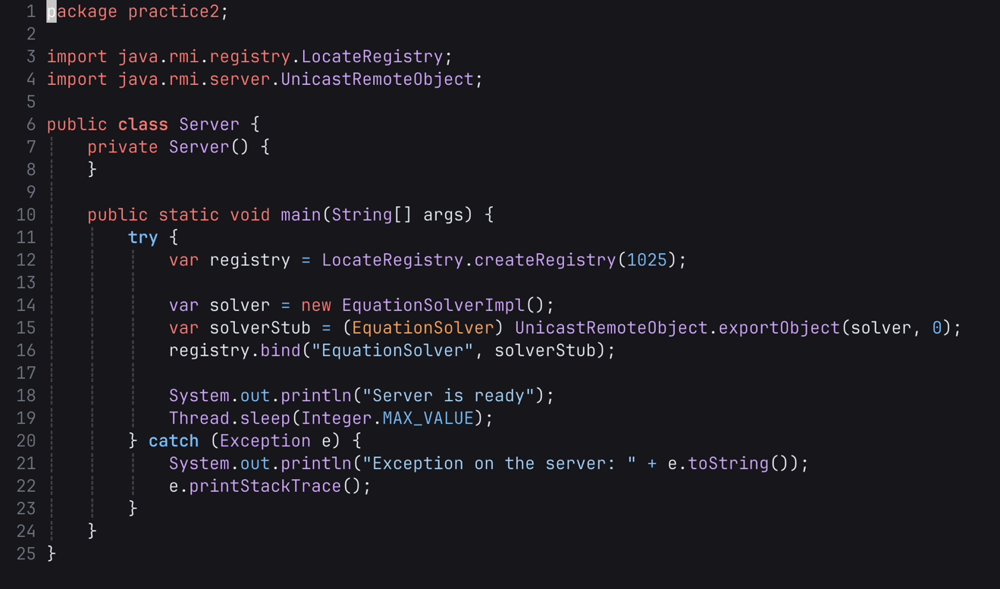 1 package practice2;
2
3 import java.rmi.registry.LocateRegistry;
4 import java.rmi.server.UnicastRemoteObject;
5
6 public class Server {
7     private Server() {
8     }
9
10     public static void main(String[] args) {
11         try {
12             var registry = LocateRegistry.createRegistry(1025);
13
14             var solver = new EquationSolverImpl();
15             var solverStub = (EquationSolver) UnicastRemoteObject.exportObject(solver, 0);
16             registry.bind("EquationSolver", solverStub);
17
18             System.out.println("Server is ready");
19             Thread.sleep(Integer.MAX_VALUE);
20         } catch (Exception e) {
21             System.out.println("Exception on the server: " + e.toString());
22             e.printStackTrace();
23         }
24     }
25 }